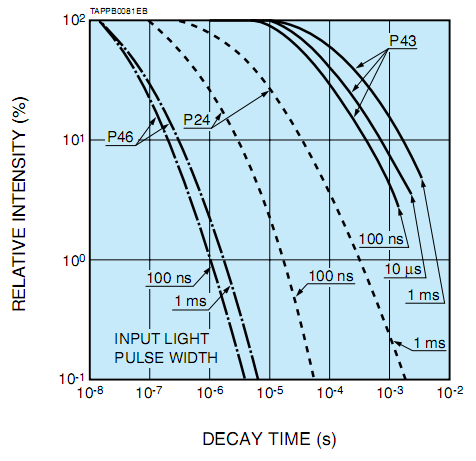 TAPPB0081EB
RELATIVE INTENSITY (%)
10²
10¹
10⁰
10⁻¹
P43
P24
P46
100 ns
10 µs
1 ms
100 ns
1 ms
100 ns
1 ms
INPUT LIGHT
PULSE WIDTH
10⁻⁸ 10⁻⁷ 10⁻⁶ 10⁻⁵ 10⁻⁴ 10⁻³ 10⁻²
DECAY TIME (s)